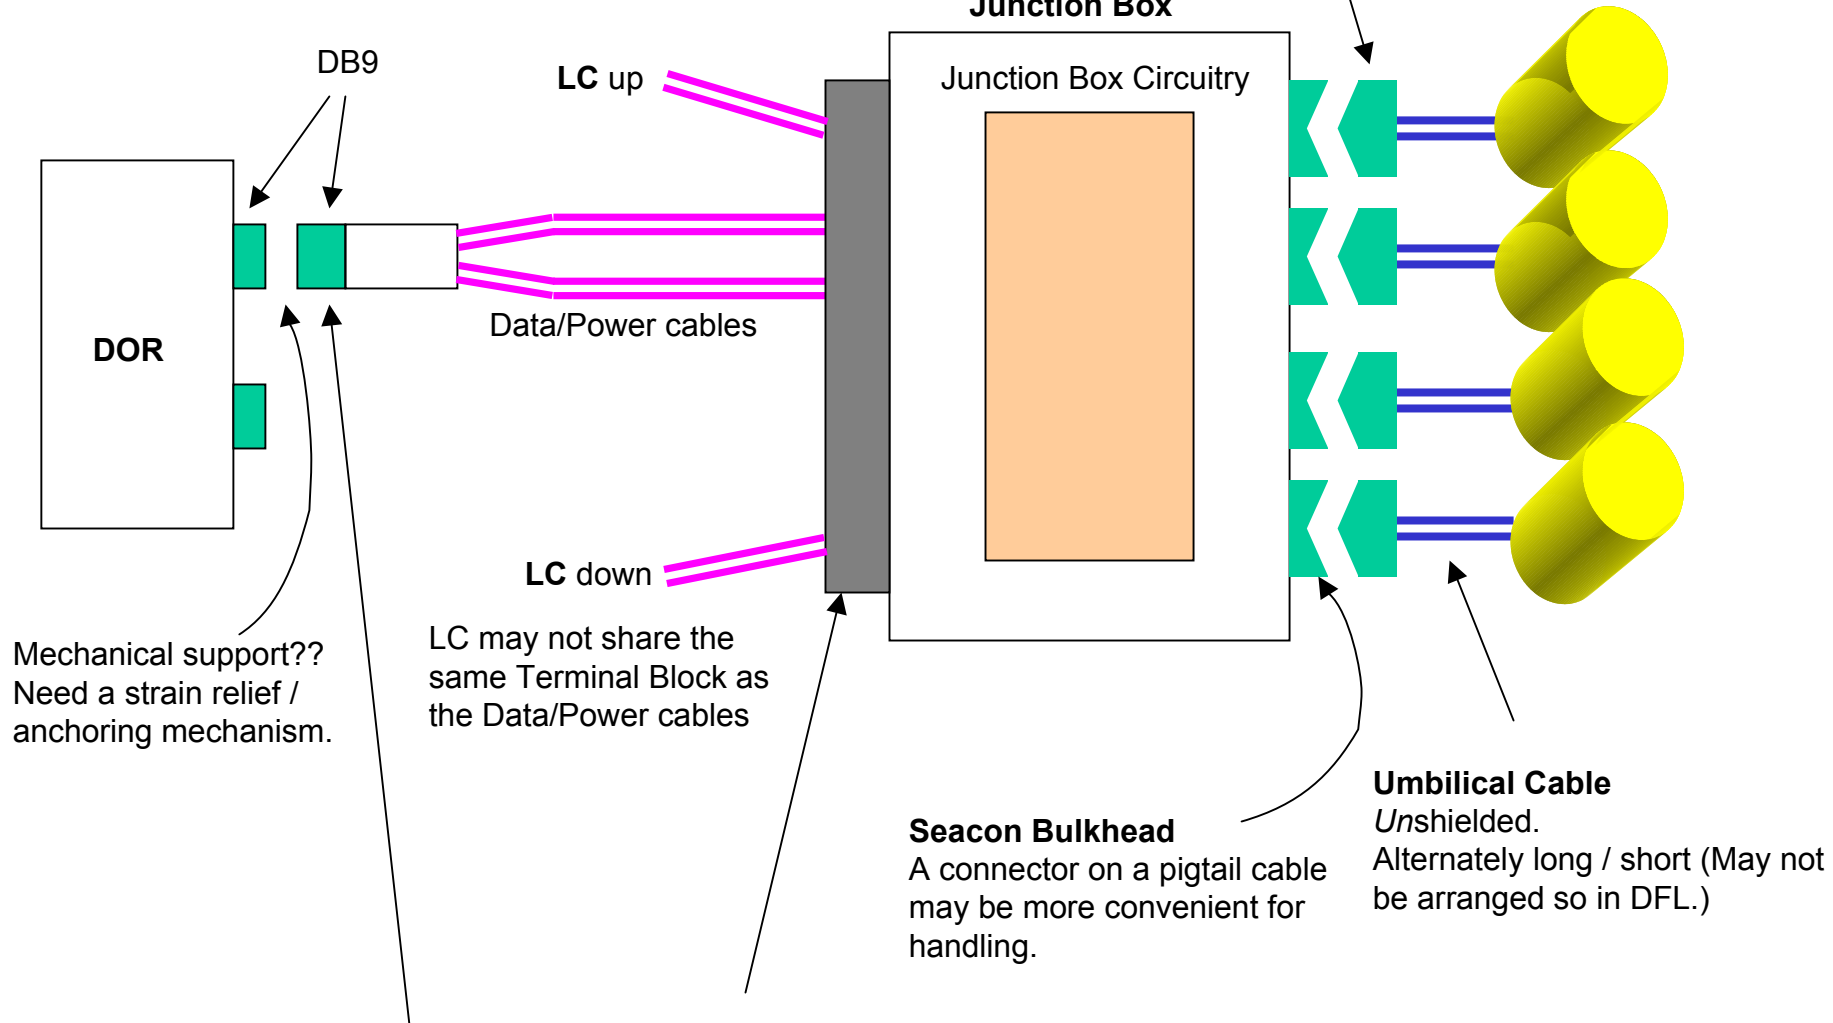 Junction Box
DB9
LC up
Junction Box Circuitry
Data/Power cables
DOR
LC down
Mechanical support??
Need a strain relief /
anchoring mechanism.
LC may not share the
same Terminal Block as
the Data/Power cables
Seacon Bulkhead
A connector on a pigtail cable
may be more convenient for
handling.
Umbilical Cable
Unshielded.
Alternately long / short (May not
be arranged so in DFL.)